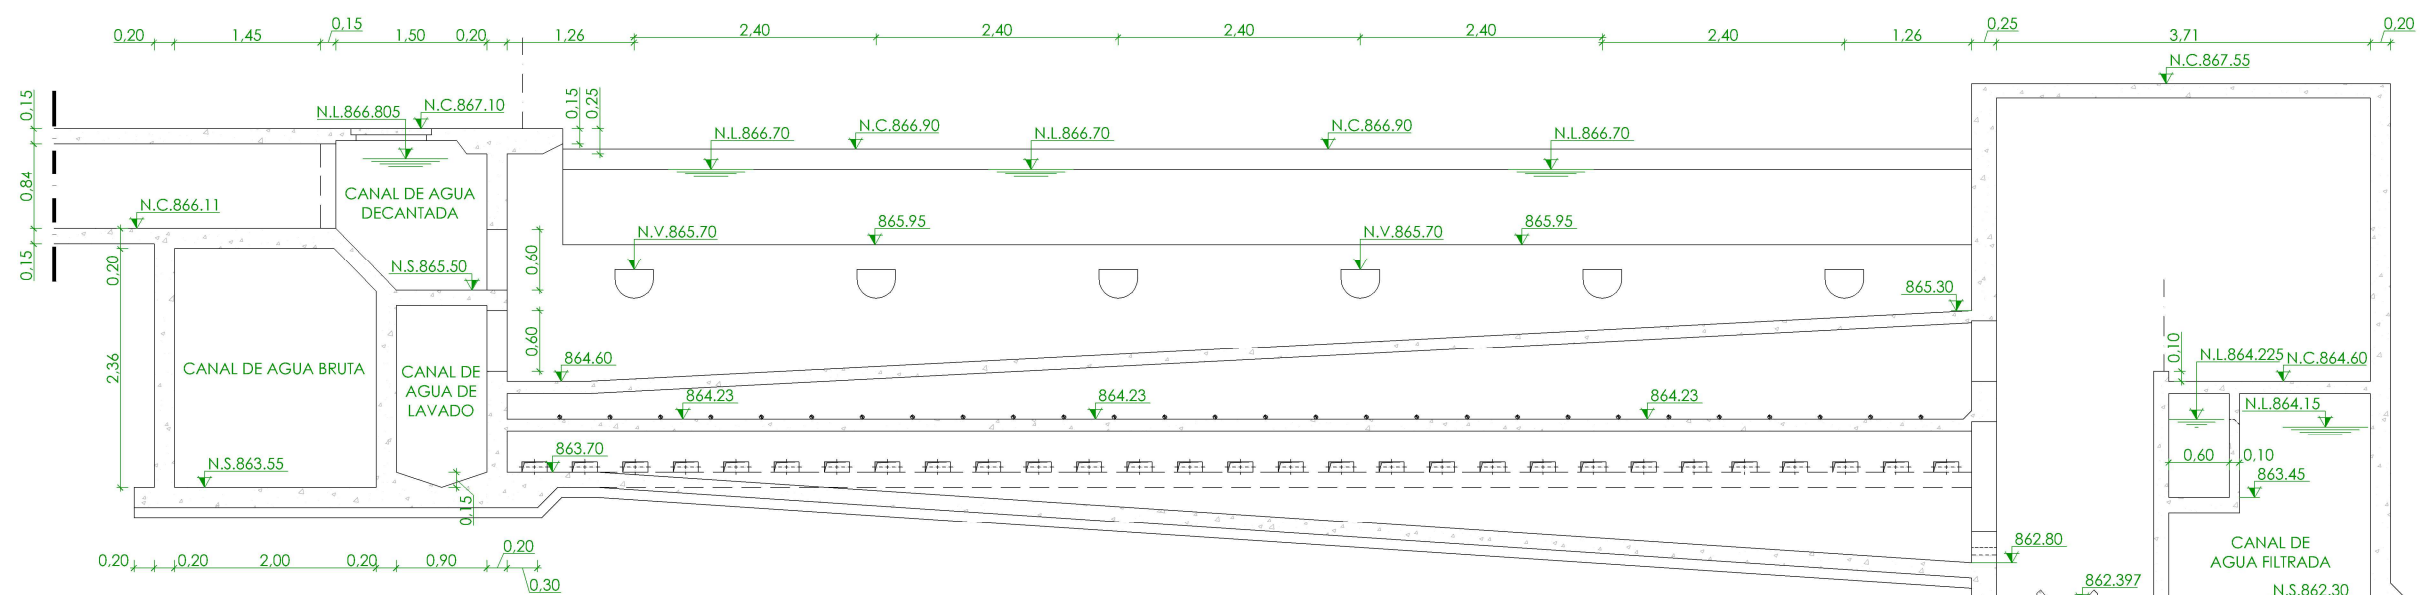 0,15
0,25
0,20
0,20
1,45
1,50
0,20
1,26
2,40
2,40
2,40
2,40
2,40
1,26
3,71
N.C.867.55
0,15
0,15
0,25
N.L.866.805
N.C.867.10
N.L.866.70
N.C.866.90
N.L.866.70
N.C.866.90
N.L.866.70
0,84
CANAL DE AGUA
DECANTADA
N.C.866.11
N.V.865.70
865.95
N.V.865.70
865.95
0,15
0,20
N.S.865.50
0,60
865.30
0,60
2,36
CANAL DE AGUA BRUTA
CANAL DE
AGUA DE
LAVADO
864.60
0,10
N.L.864.225
N.C.864.60
864.23
864.23
864.23
N.L.864.15
N.S.863.55
863.70
0,60
0,10
863.45
0,15
862.80
CANAL DE
AGUA FILTRADA
0,20
0,20
2,00
0,20
0,90
0,20
0,30
862.397
N.S.862.30